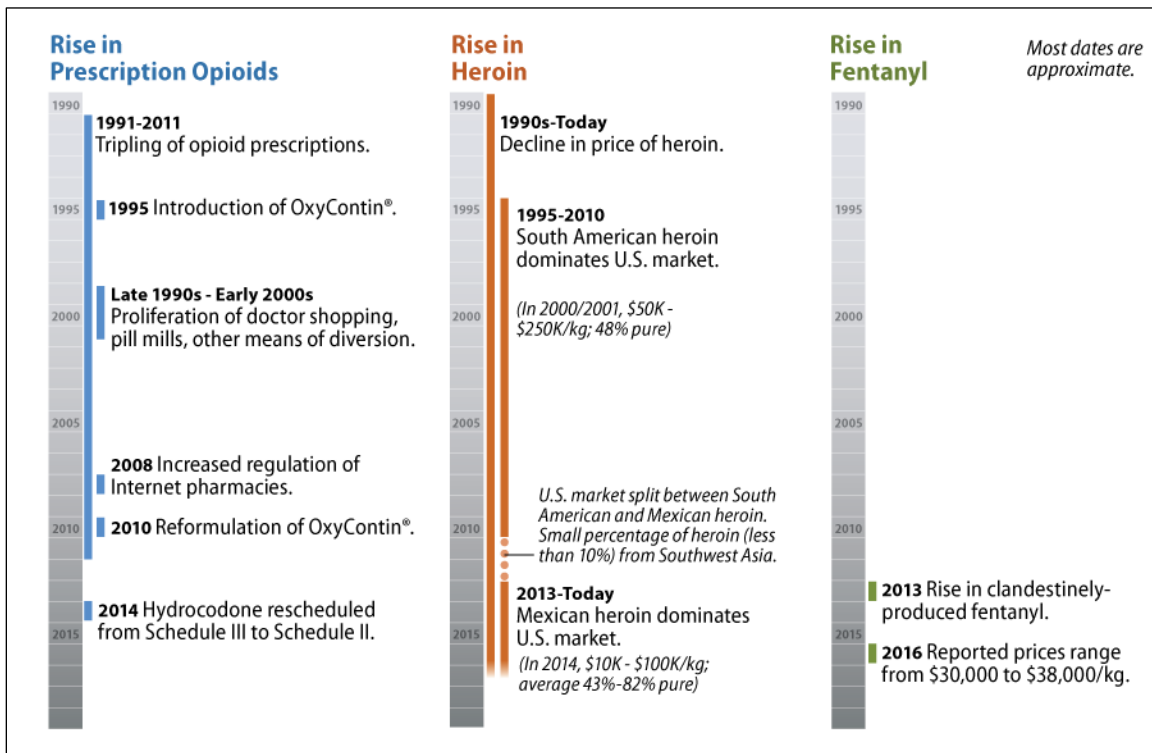 Rise in
Prescription Opioids
1990
1991-2011
Tripling of opioid prescriptions.
1995
1995 Introduction of OxyContin®.
Late 1990s - Early 2000s
2000
Proliferation of doctor shopping,
pill mills, other means of diversion.
2005
2008 Increased regulation of
Internet pharmacies.
2010
2010 Reformulation of OxyContin®.
2014 Hydrocodone rescheduled
from Schedule III to Schedule II.
2015
Rise in
Heroin
1990
1990s-Today
Decline in price of heroin.
1995
1995-2010
South American heroin
dominates U.S. market.
(In 2000/2001, $50K -
$250K/kg; 48% pure)
2000
2005
U.S. market split between South
American and Mexican heroin.
Small percentage of heroin (less
than 10%) from Southwest Asia.
2010
2013-Today
Mexican heroin dominates
U.S. market.
2015
(In 2014, $10K - $100K/kg;
average 43%-82% pure)
Rise in
Fentanyl
Most dates are
approximate.
1990
1995
2000
2005
2010
2013 Rise in clandestinely-
produced fentanyl.
2015
2016 Reported prices range
from $30,000 to $38,000/kg.